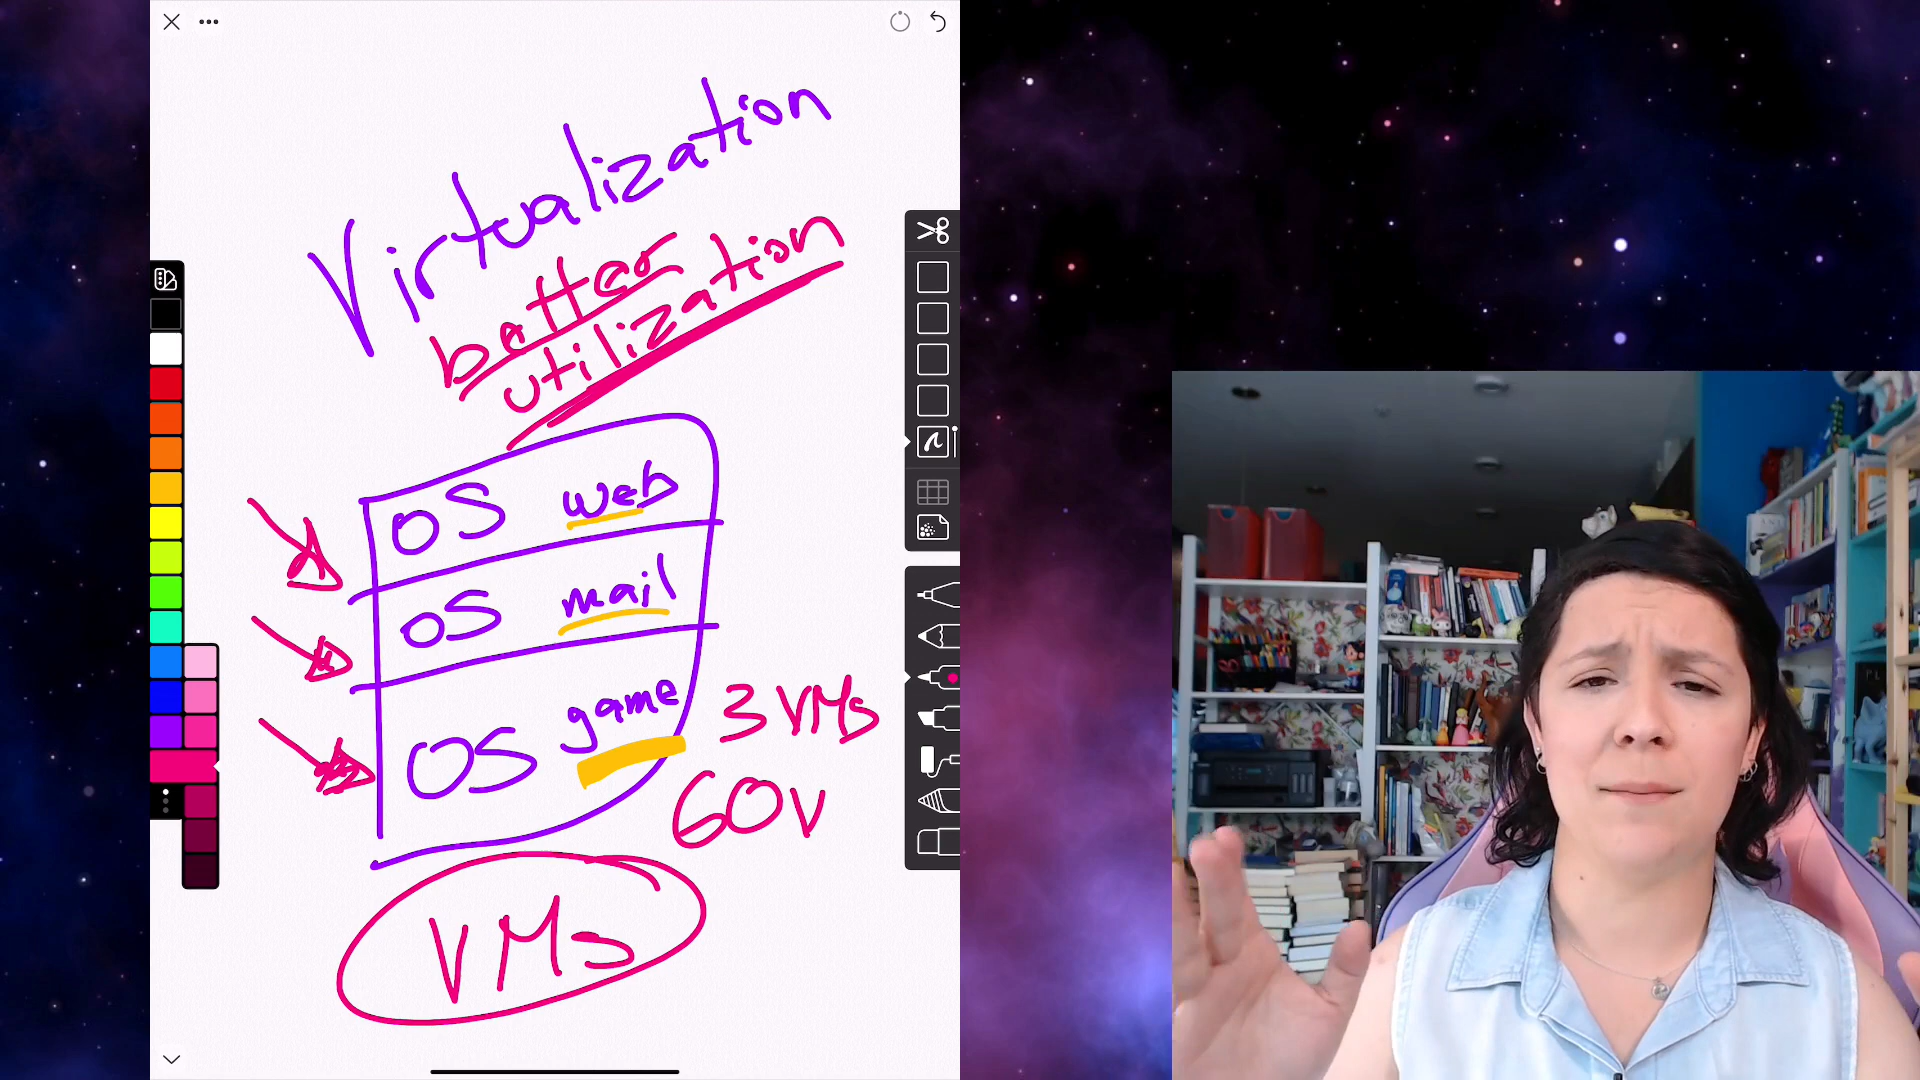 Virtualization
better
utilization
OS web
OS mail
OS game
3 VMs
60V
VMs